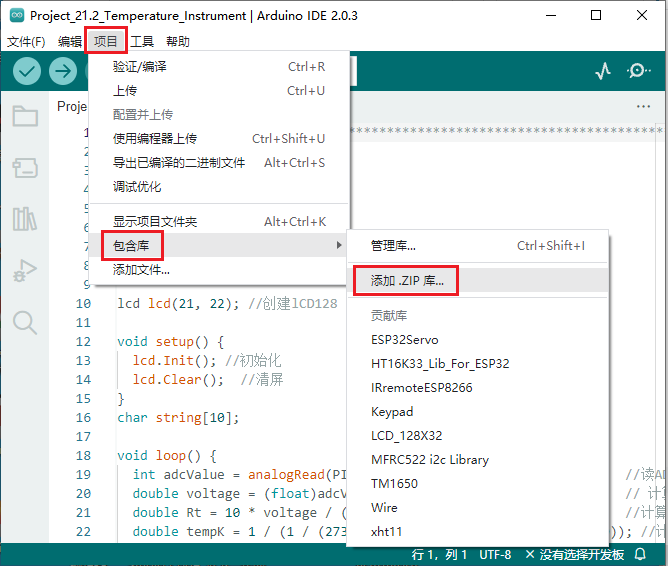 Project_21.2_Temperature_Instrument | Arduino IDE 2.0.3
文件(F) 编辑 项目 工具 帮助
验证/编译 Ctrl+R
上传 Ctrl+U
配置并上传
使用编程器上传 Ctrl+Shift+U
导出已编译的二进制文件 Alt+Ctrl+S
调试优化
显示项目文件夹 Alt+Ctrl+K
包含库
添加文件...
管理库... Ctrl+Shift+I
添加 .ZIP 库...
贡献库
ESP32Servo
HT16K33_Lib_For_ESP32
IRremoteESP8266
Keypad
LCD_128X32
MFRC522 i2c Library
TM1650
Wire
xht11
Proje
1 ******************************************
2
3
4
5
6
7
8
9
10 lcd lcd(21, 22); //创建lCD128
11
12 void setup() {
13 lcd.Init(); //初始化
14 lcd.Clear(); //清屏
15 }
16 char string[10];
17
18 void loop() {
19 int adcValue = analogRead(PI //读AD
20 double voltage = (float)adcV // 计算
21 double Rt = 10 * voltage / ( //计算
22 double tempK = 1 / (1 / (273 )); //计
行 1，列 1 UTF-8 × 没有选择开发板